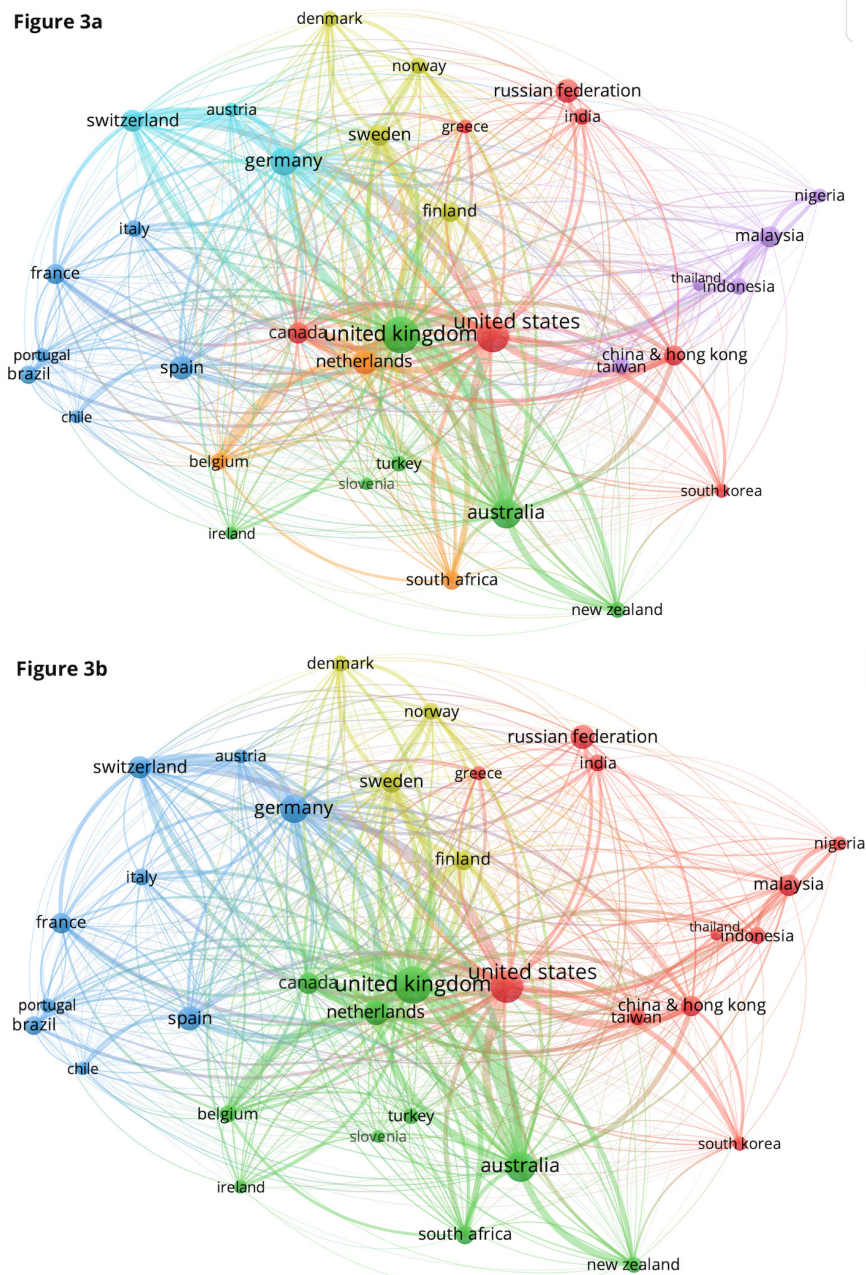 Figure 3a
denmark
norway
russian federation
india
switzerland
austria
greece
sweden
germany
nigeria
finland
italy
malaysia
france
thailand
indonesia
united states
canada
united kingdom
portugal
netherlands
china & hong kong
brazil
spain
taiwan
chile
belgium
turkey
slovenia
south korea
australia
ireland
south africa
new zealand
Figure 3b
denmark
norway
russian federation
switzerland
austria
india
greece
sweden
germany
nigeria
finland
italy
malaysia
france
thailand
indonesia
united states
canada
united kingdom
portugal
netherlands
china & hong kong
brazil
spain
taiwan
chile
belgium
turkey
slovenia
south korea
australia
ireland
south africa
new zealand